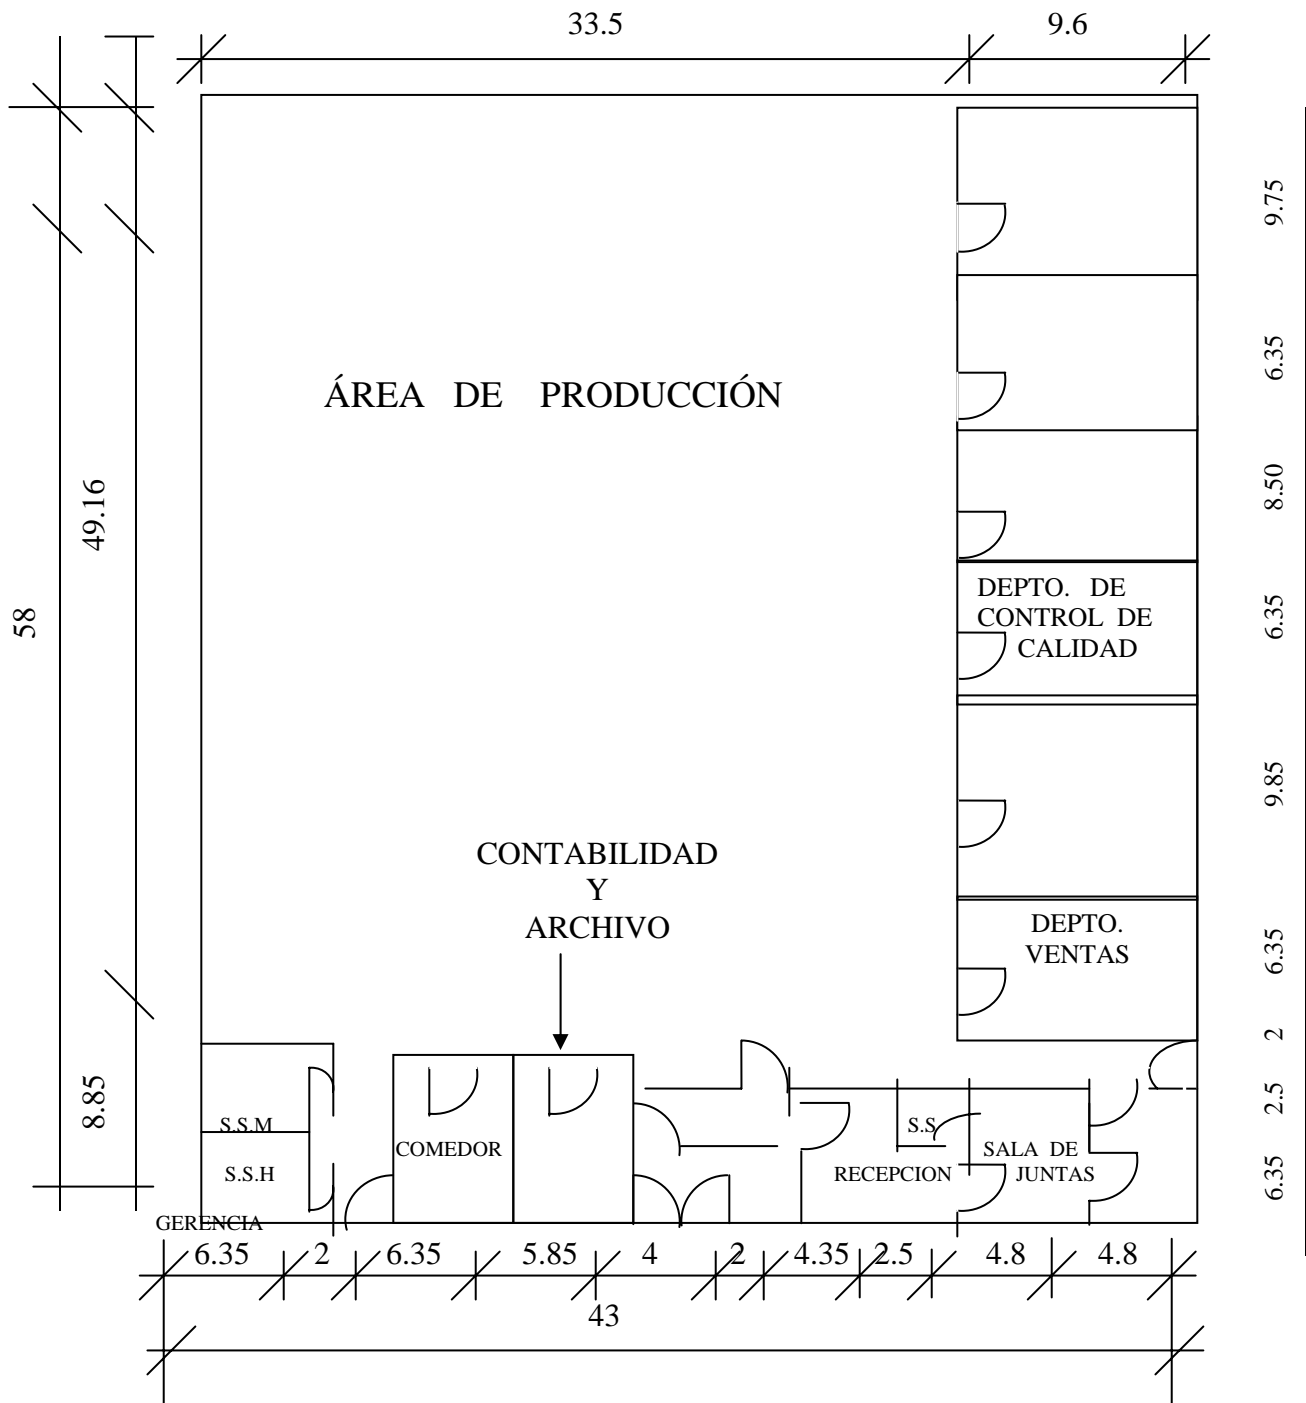 33.5
9.6
9.75
6.35
ÁREA DE PRODUCCIÓN
49.16
8.50
58
DEPTO. DE
CONTROL DE
CALIDAD
6.35
9.85
CONTABILIDAD
Y
ARCHIVO
DEPTO.
VENTAS
6.35
2
8.85
2.5
S.S.M
COMEDOR
S.S
SALA DE
JUNTAS
S.S.H
RECEPCION
6.35
GERENCIA
6.35
2
6.35
5.85
4
2
4.35
2.5
4.8
4.8
43